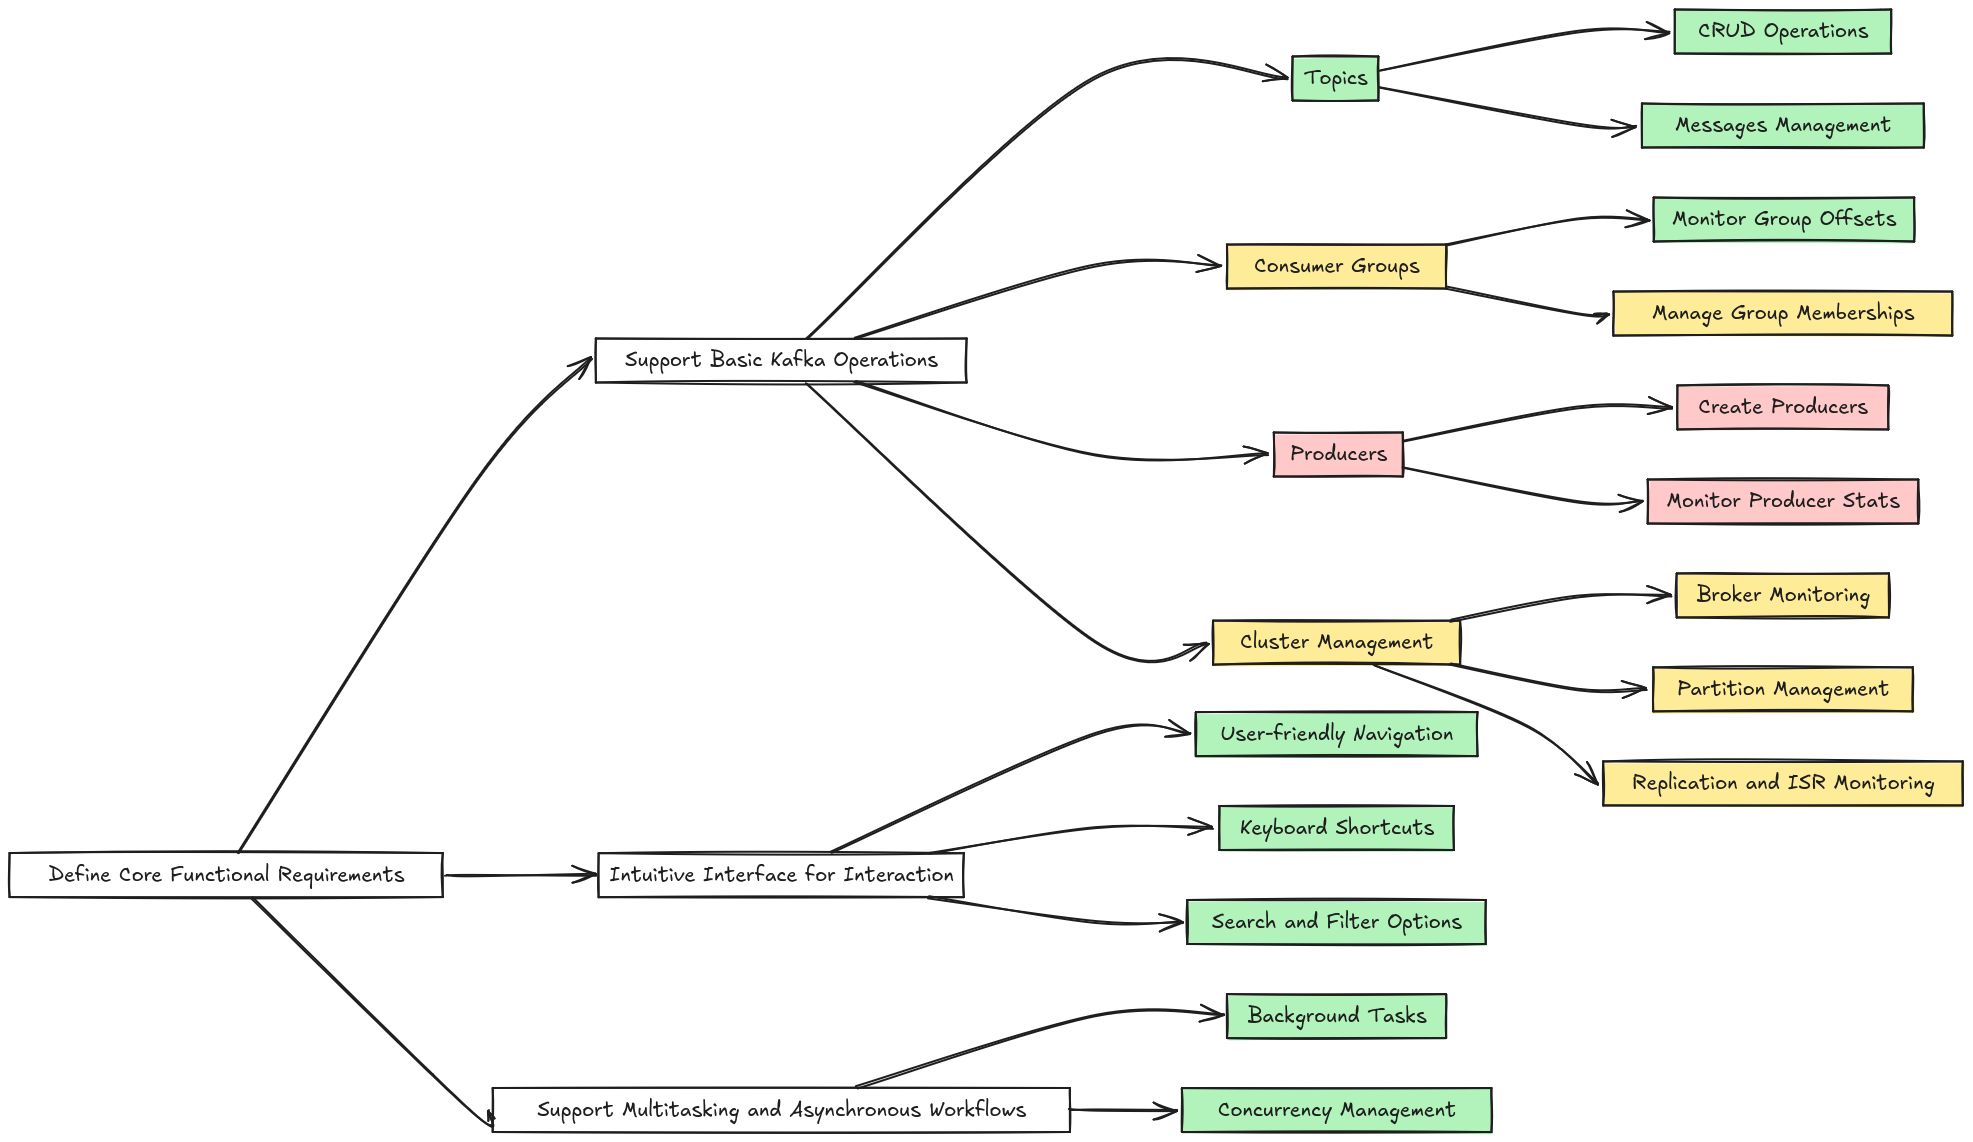 CRUD Operations
Topics
Messages Management
Monitor Group Offsets
Consumer Groups
Manage Group Memberships
Support Basic Kafka Operations
Create Producers
Producers
Monitor Producer Stats
Broker Monitoring
Cluster Management
Partition Management
User-friendly Navigation
Replication and ISR Monitoring
Keyboard Shortcuts
Define Core Functional Requirements
Intuitive Interface for Interaction
Search and Filter Options
Background Tasks
Support Multitasking and Asynchronous Workflows
Concurrency Management